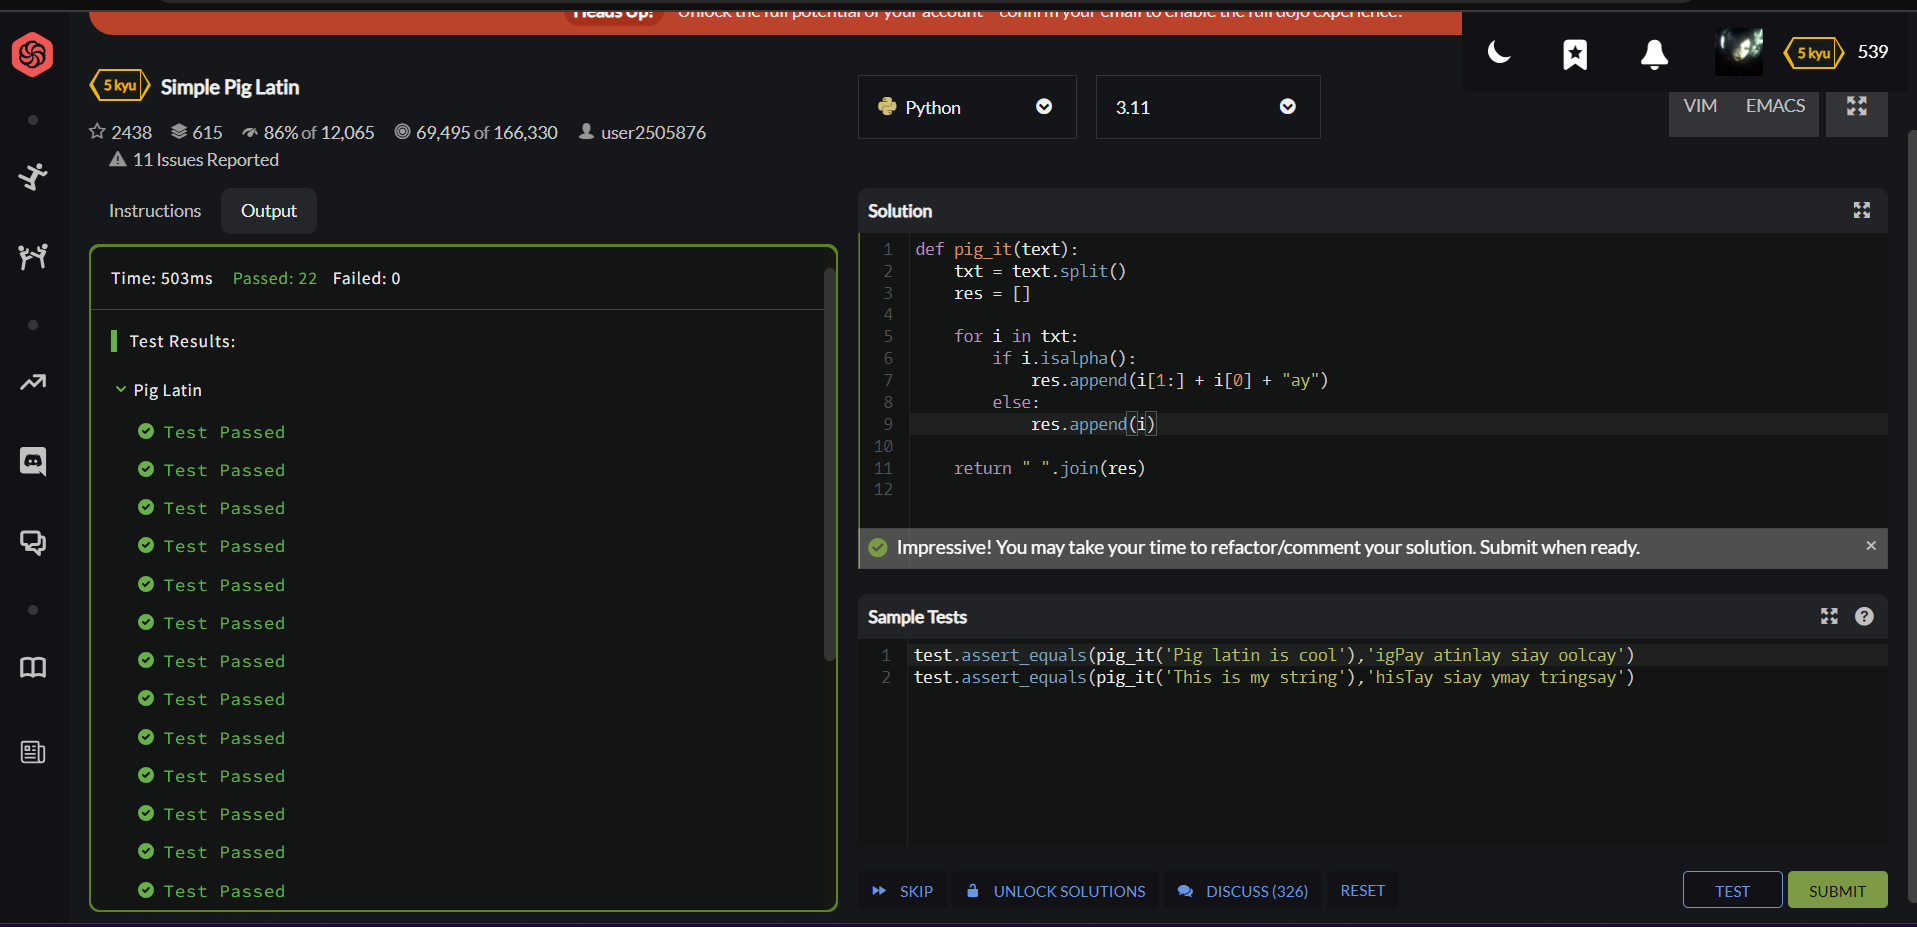 Heads Up! Unlock the full potential of your account - confirm your email to enable the full dojo experience.
5 kyu Simple Pig Latin
2438 615 86% of 12,065 69,495 of 166,330 user2505876
11 Issues Reported
Python
3.11
5 kyu 539
VIM EMACS
Instructions Output
Time: 503ms Passed: 22 Failed: 0
Test Results:
Pig Latin
Test Passed
Test Passed
Test Passed
Test Passed
Test Passed
Test Passed
Test Passed
Test Passed
Test Passed
Test Passed
Test Passed
Test Passed
Test Passed
Solution
1 def pig_it(text):
2 txt = text.split()
3 res = []
4
5 for i in txt:
6 if i.isalpha():
7 res.append(i[1:] + i[0] + "ay")
8 else:
9 res.append(i)
10
11 return " ".join(res)
12
Impressive! You may take your time to refactor/comment your solution. Submit when ready. ×
Sample Tests
1 test.assert_equals(pig_it('Pig latin is cool'),'igPay atinlay siay oolcay')
2 test.assert_equals(pig_it('This is my string'),'hisTay siay ymay tringsay')
SKIP UNLOCK SOLUTIONS DISCUSS (326) RESET TEST SUBMIT